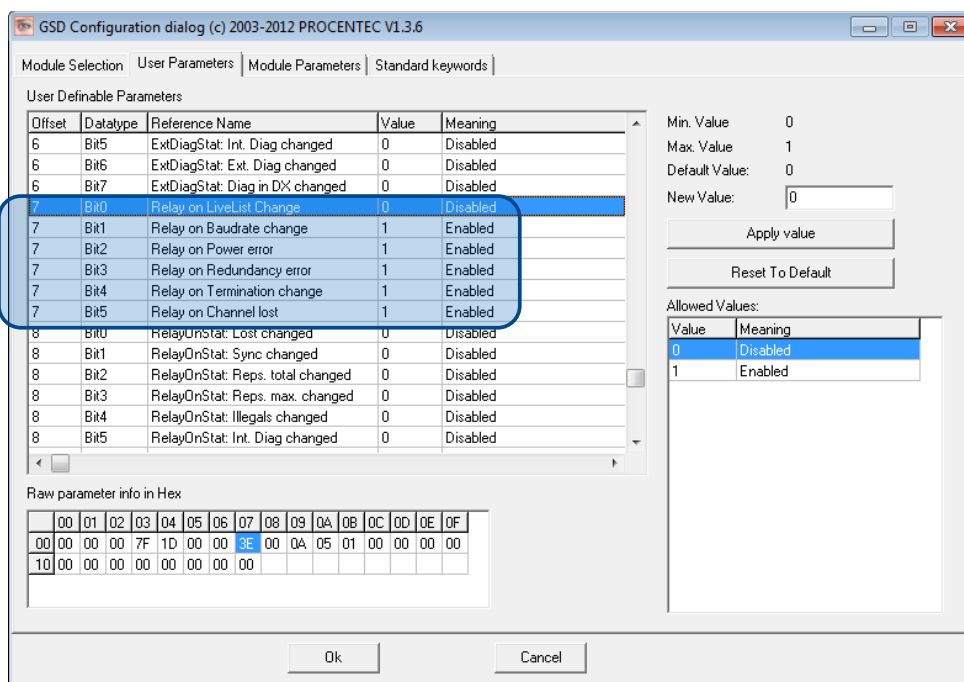 GSD Configuration dialog (c) 2003-2012 PROCENTEC V1.3.6
Module Selection User Parameters Module Parameters Standard keywords
User Definable Parameters
Offset Datatype Reference Name Value Meaning
6 Bit5 ExtDiagStat: Int. Diag changed 0 Disabled
6 Bit6 ExtDiagStat: Ext. Diag changed 0 Disabled
6 Bit7 ExtDiagStat: Diag in DX changed 0 Disabled
7 Bit0 Relay on LiveList Change 0 Disabled
7 Bit1 Relay on Baudrate change 1 Enabled
7 Bit2 Relay on Power error 1 Enabled
7 Bit3 Relay on Redundancy error 1 Enabled
7 Bit4 Relay on Termination change 1 Enabled
7 Bit5 Relay on Channel lost 1 Enabled
8 Bit0 RelayOnStat: Lost changed 0 Disabled
8 Bit1 RelayOnStat: Sync changed 0 Disabled
8 Bit2 RelayOnStat: Reps. total changed 0 Disabled
8 Bit3 RelayOnStat: Reps. max. changed 0 Disabled
8 Bit4 RelayOnStat: Illegals changed 0 Disabled
8 Bit5 RelayOnStat: Int. Diag changed 0 Disabled
Min. Value 0
Max. Value 1
Default Value: 0
New Value: 0
Apply value
Reset To Default
Allowed Values:
Value Meaning
0 Disabled
1 Enabled
Raw parameter info in Hex
00 01 02 03 04 05 06 07 08 09 0A 0B 0C 0D 0E 0F
00 00 00 00 7F 1D 00 00 3E 00 0A 05 01 00 00 00 00
10 00 00 00 00 00 00 00 00
Ok Cancel